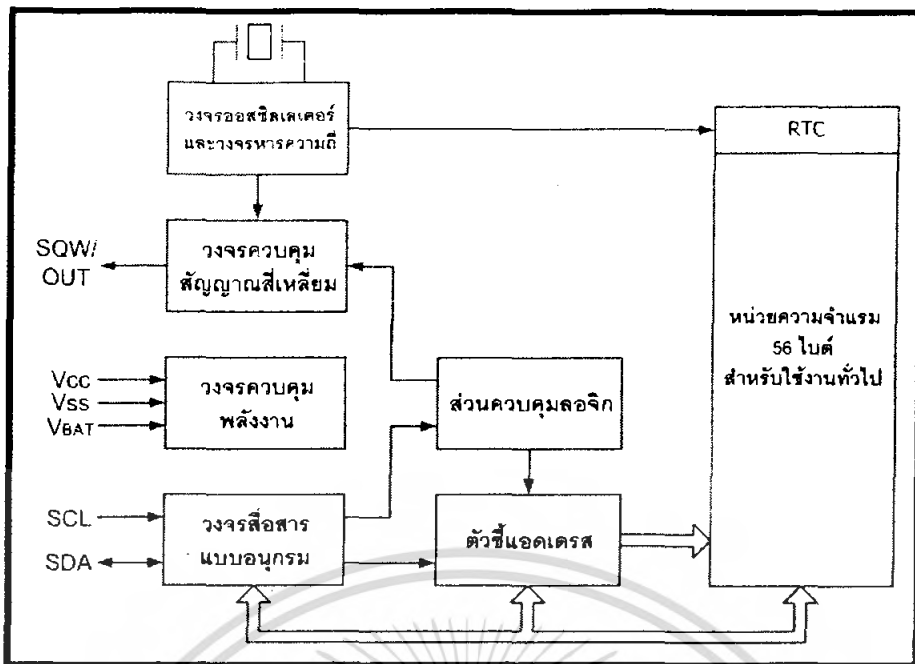 วงจรออสซิลเลเตอร์
และวงจรหารความถี่
RTC
SQW/
OUT
วงจรควบคุม
สัญญาณสี่เหลี่ยม
หน่วยความจำแรม
56 ไบต์
สำหรับใช้งานทั่วไป
VCC
VSS
VBAT
วงจรควบคุม
พลังงาน
ส่วนควบคุมลอจิก
SCL
SDA
วงจรสื่อสาร
แบบอนุกรม
ตัวชี้แอดเดรส